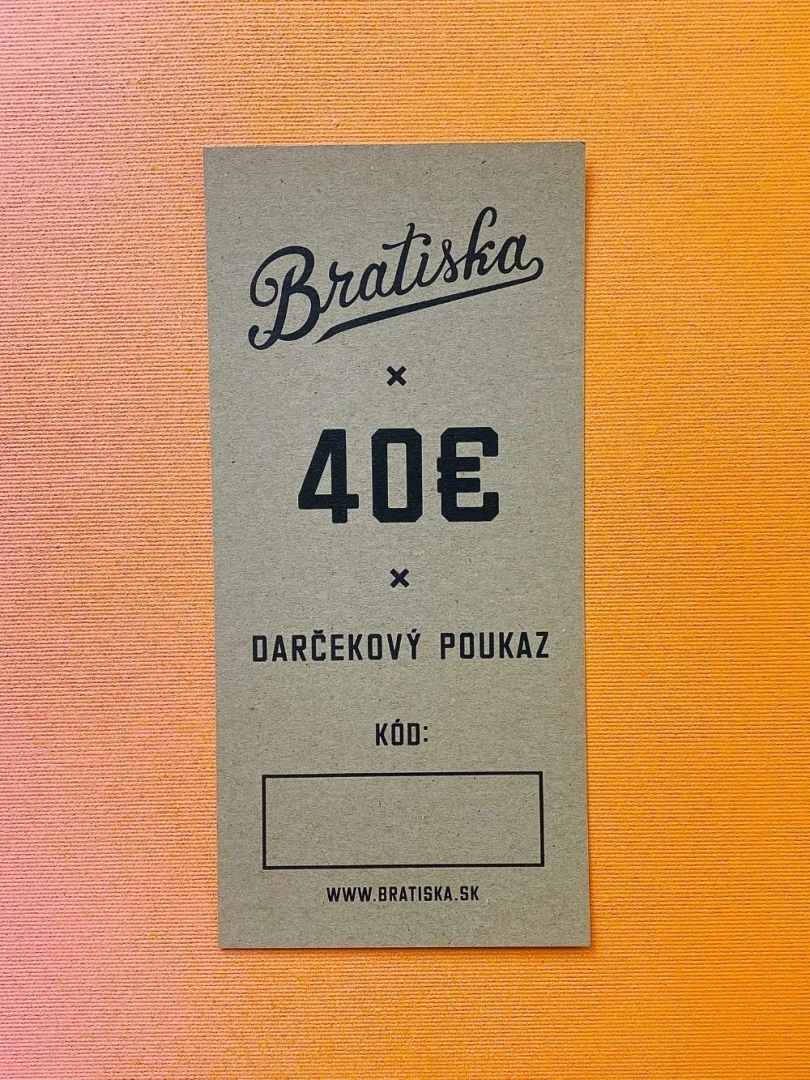 Bratiska
×
40€
×
DARČEKOVÝ POUKAZ
KÓD:
WWW.BRATISKA.SK